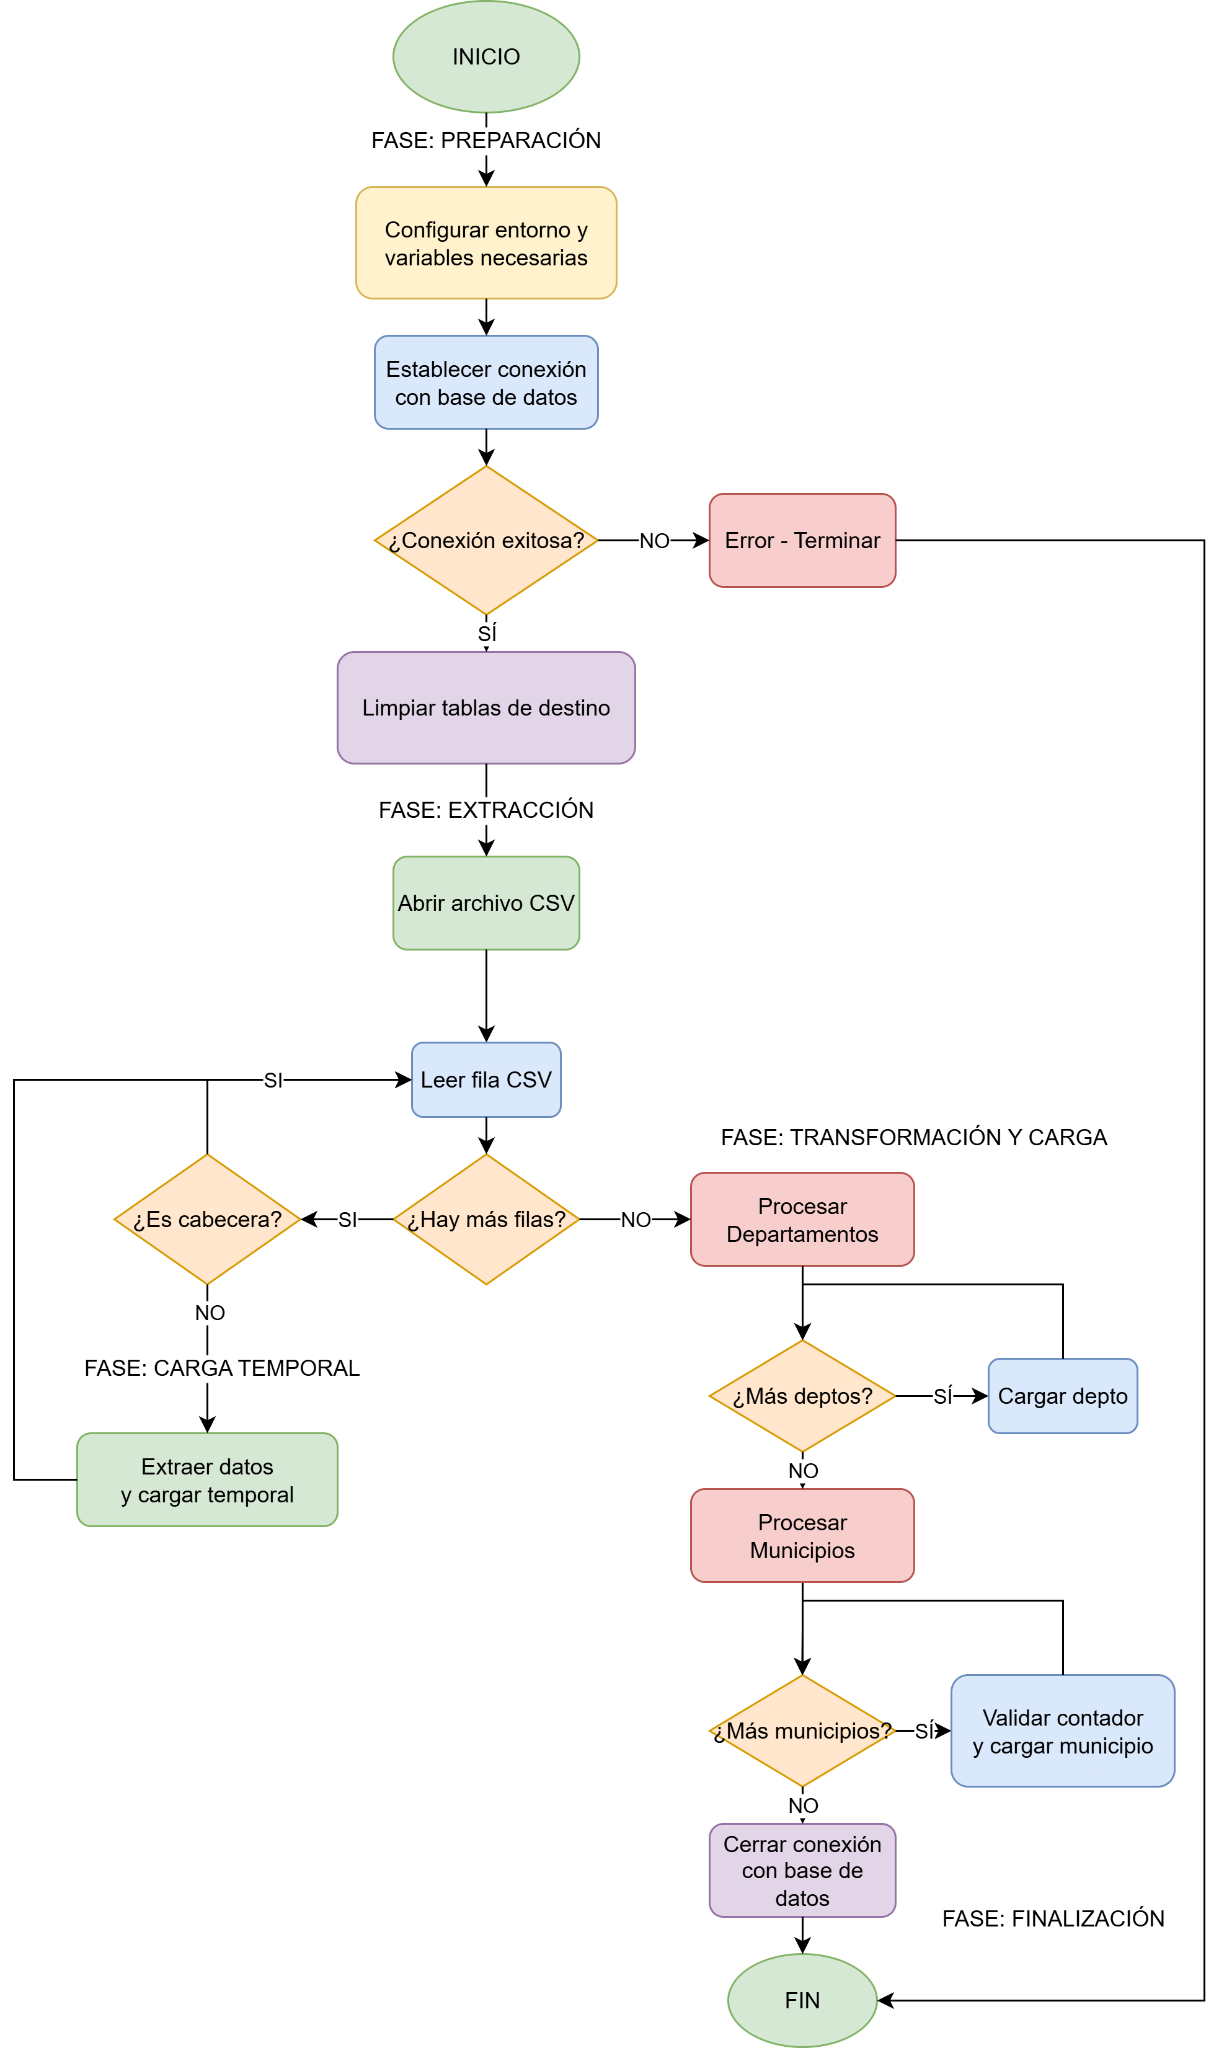 INICIO
FASE: PREPARACIÓN
Configurar entorno y
variables necesarias
Establecer conexión
con base de datos
¿Conexión exitosa?
NO
Error - Terminar
SÍ
Limpiar tablas de destino
FASE: EXTRACCIÓN
Abrir archivo CSV
SI
Leer fila CSV
FASE: TRANSFORMACIÓN Y CARGA
¿Es cabecera?
SI
¿Hay más filas?
NO
Procesar
Departamentos
NO
FASE: CARGA TEMPORAL
¿Más deptos?
SÍ
Cargar depto
Extraer datos
y cargar temporal
NO
Procesar
Municipios
¿Más municipios?
SÍ
Validar contador
y cargar municipio
NO
Cerrar conexión
con base de
datos
FASE: FINALIZACIÓN
FIN